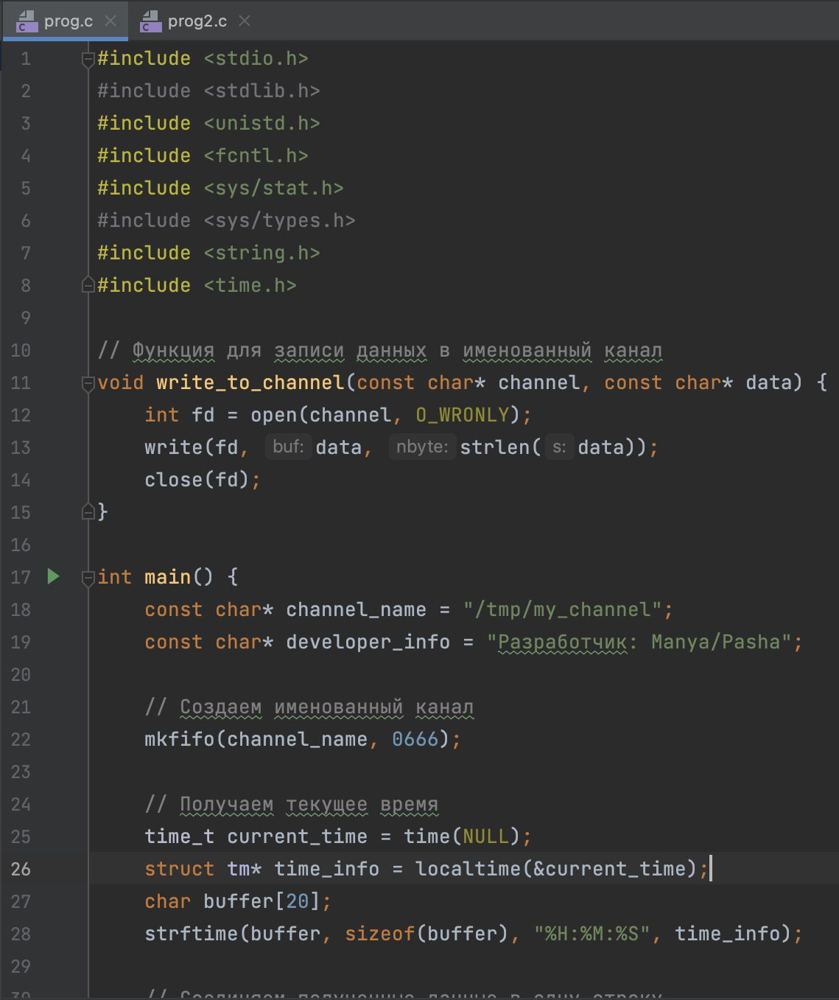 prog.c prog2.c
1 #include <stdio.h>
2 #include <stdlib.h>
3 #include <unistd.h>
4 #include <fcntl.h>
5 #include <sys/stat.h>
6 #include <sys/types.h>
7 #include <string.h>
8 #include <time.h>
9
10 // Функция для записи данных в именованный канал
11 void write_to_channel(const char* channel, const char* data) {
12 int fd = open(channel, O_WRONLY);
13 write(fd, buf: data, nbyte: strlen( s: data));
14 close(fd);
15 }
16
17 int main() {
18 const char* channel_name = "/tmp/my_channel";
19 const char* developer_info = "Разработчик: Manya/Pasha";
20
21 // Создаем именованный канал
22 mkfifo(channel_name, 0666);
23
24 // Получаем текущее время
25 time_t current_time = time(NULL);
26 struct tm* time_info = localtime(&current_time);
27 char buffer[20];
28 strftime(buffer, sizeof(buffer), "%H:%M:%S", time_info);
29
30 // Соединяем полученные данные в одну строку